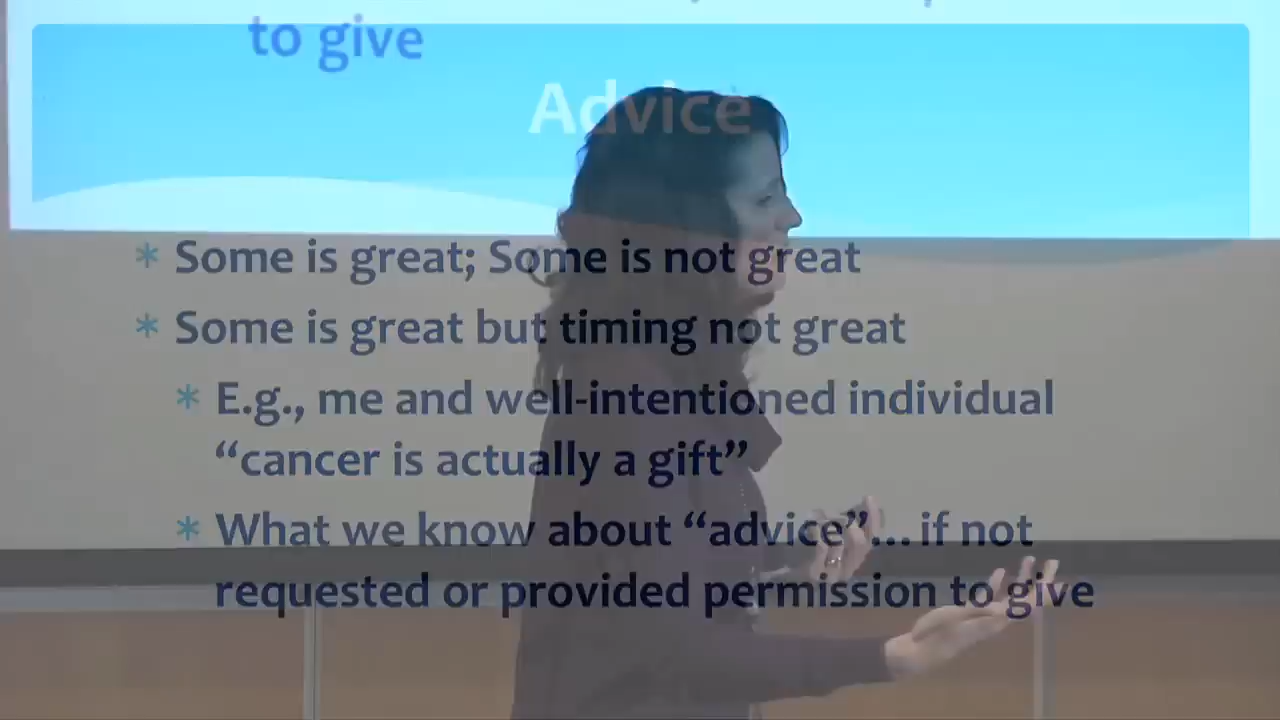 to give
Advice
* Some is great; Some is not great
* Some is great but timing not great
* E.g., me and well-intentioned individual
“cancer is actually a gift”
* What we know about “advice”… if not
requested or provided permission to give